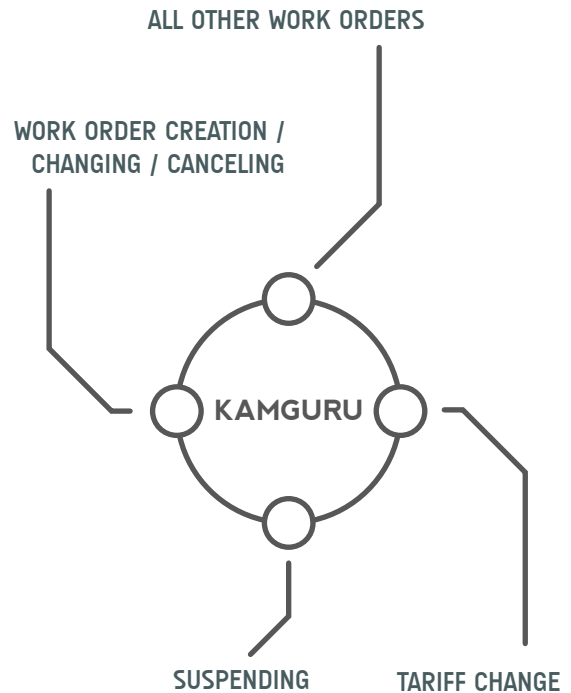 ALL OTHER WORK ORDERS
WORK ORDER CREATION /
CHANGING / CANCELING
KAMGURU
SUSPENDING
TARIFF CHANGE